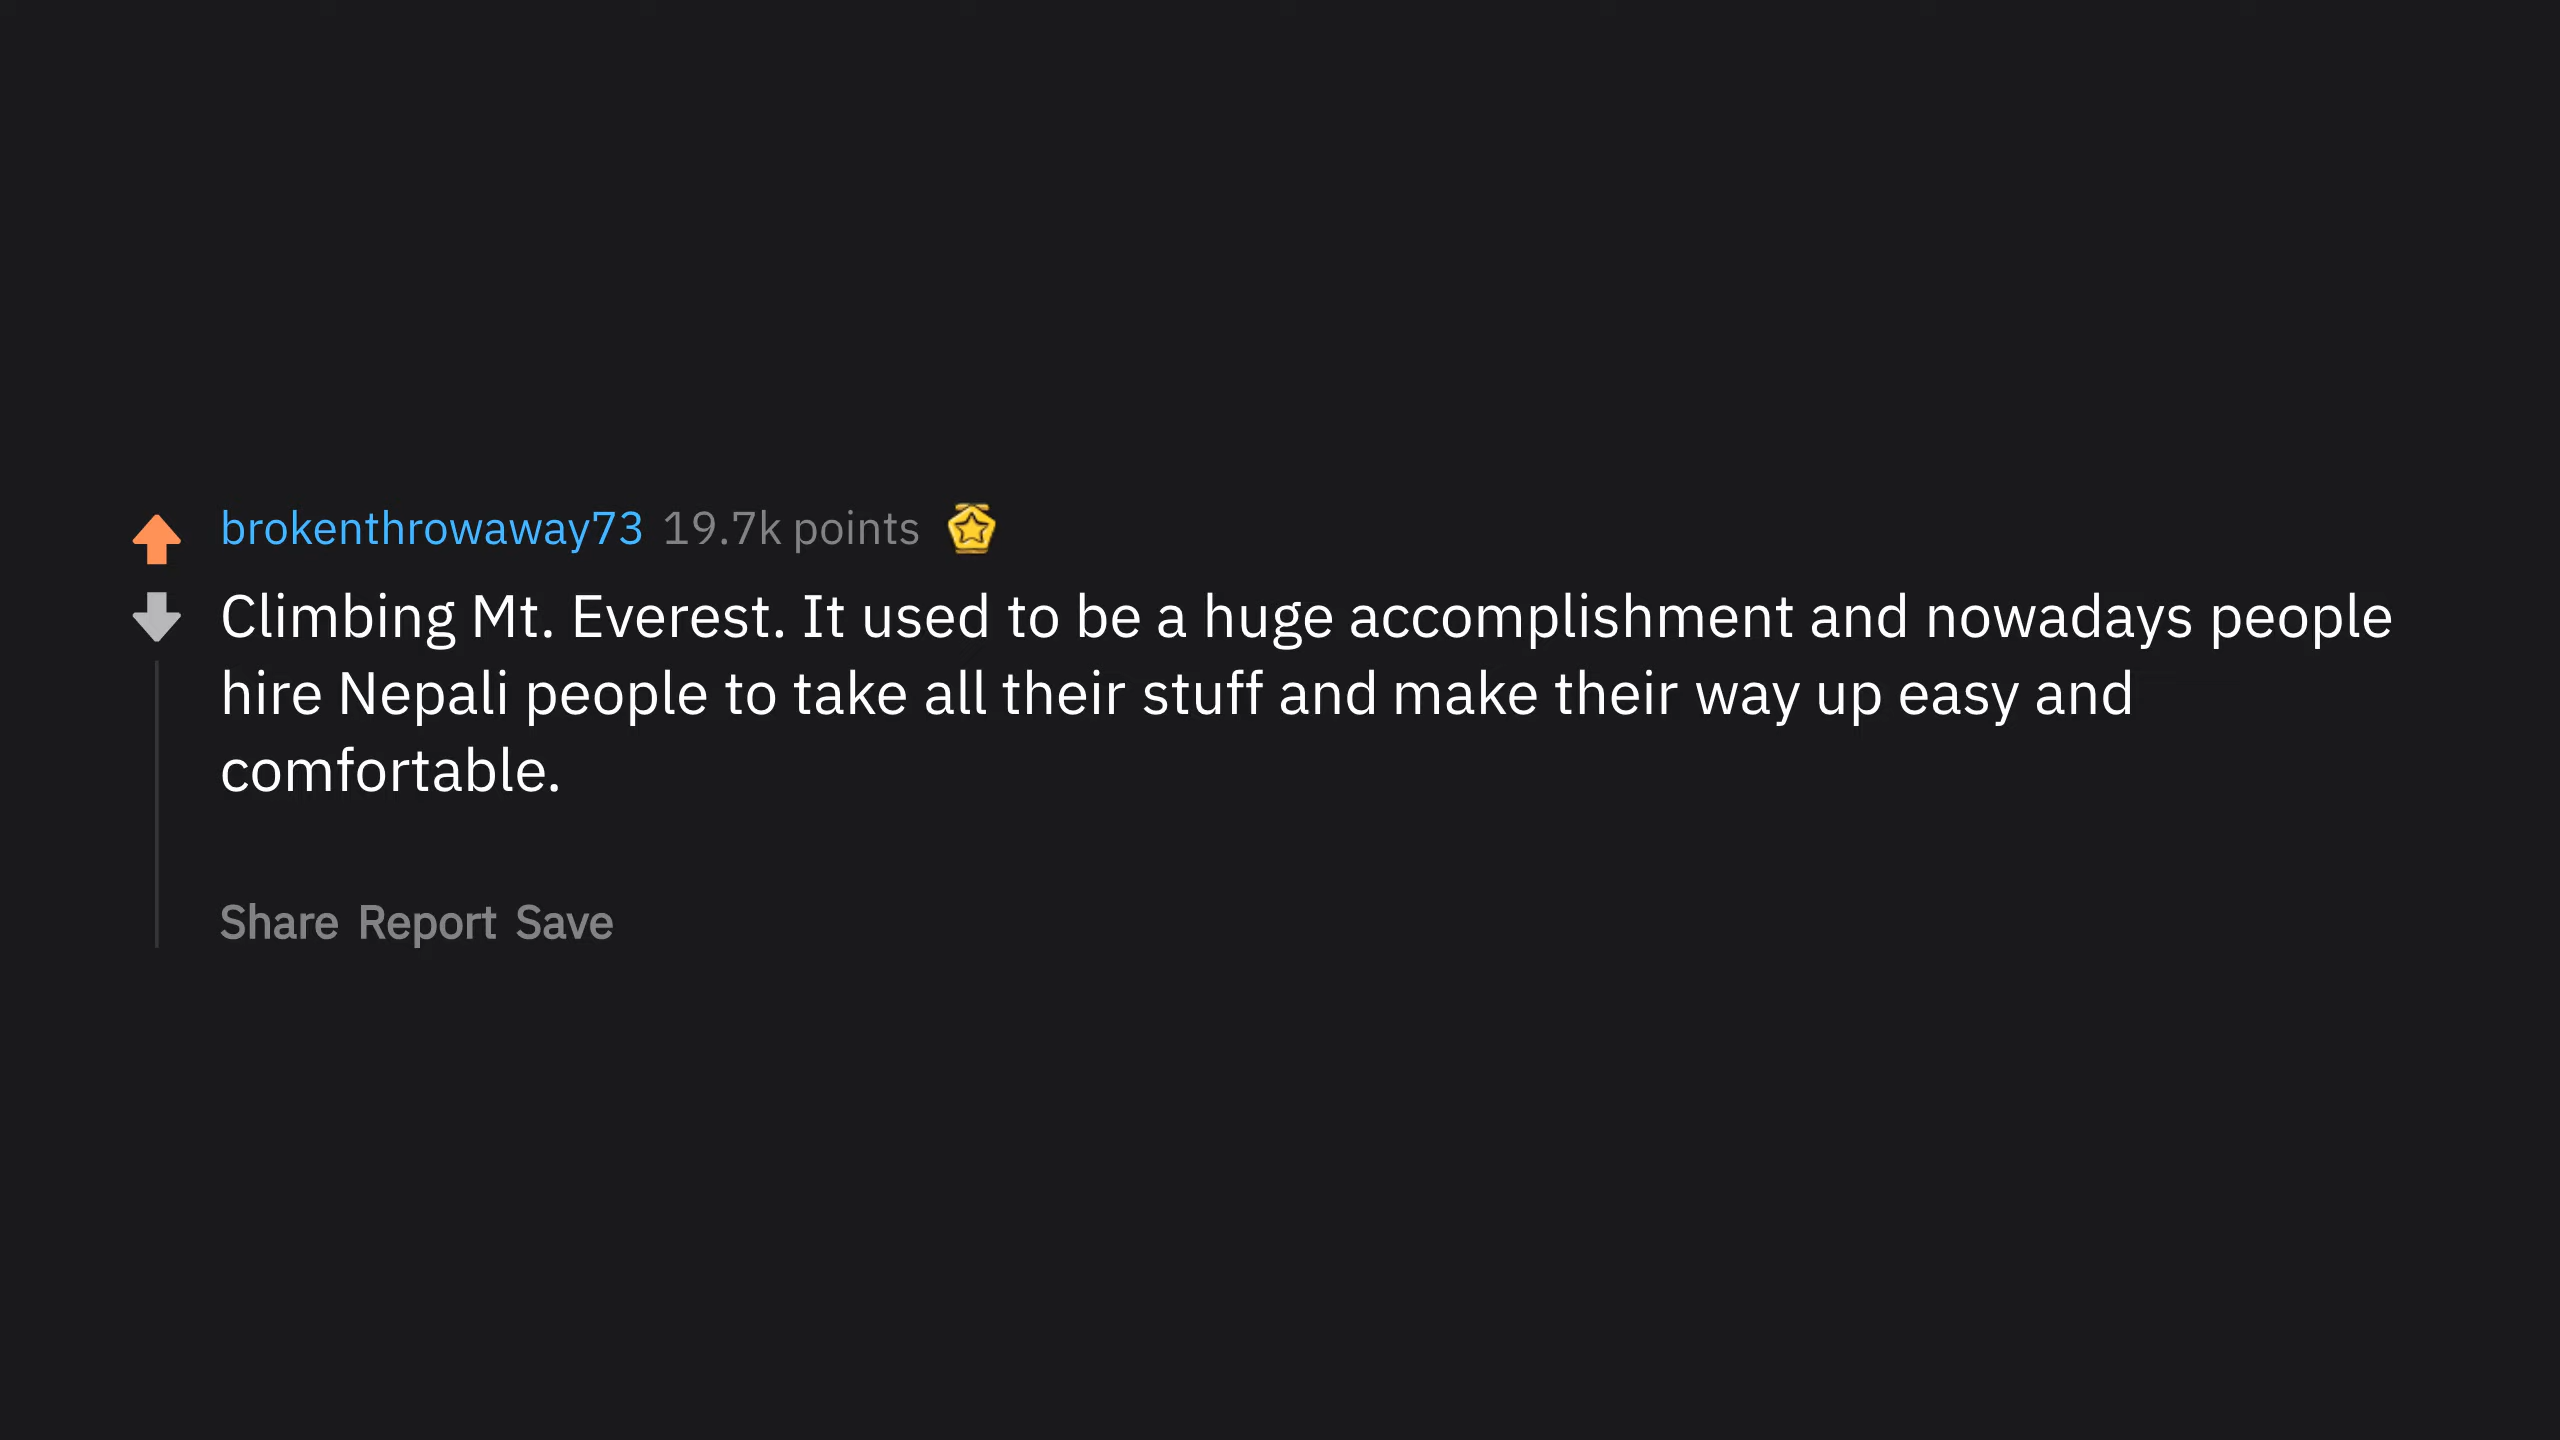 brokenthrowaway73 19.7k points
Climbing Mt. Everest. It used to be a huge accomplishment and nowadays people
hire Nepali people to take all their stuff and make their way up easy and
comfortable.
Share Report Save